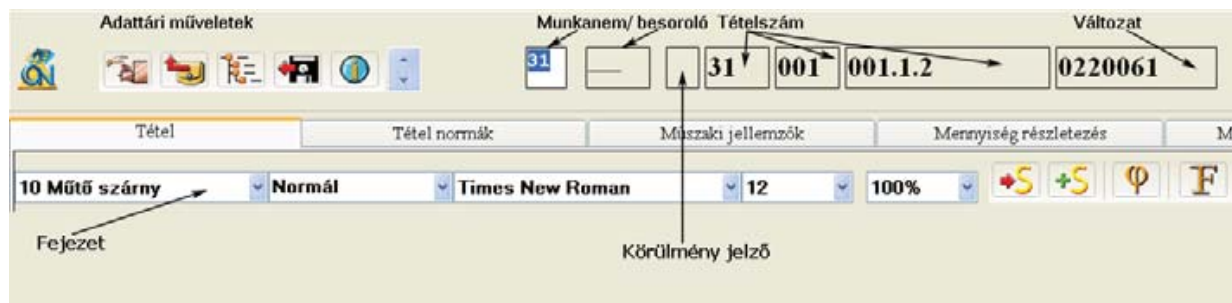 Adattári műveletek Munkanem/ besoroló Tételszám Változat
31 31 001 001.1.2 0220061
Tétel Tétel normák Műszaki jellemzők Mennyiség részletezés M
10 Műtő szárny Normál Times New Roman 12 100% S +S φ F
Fejezet Körülmény jelző